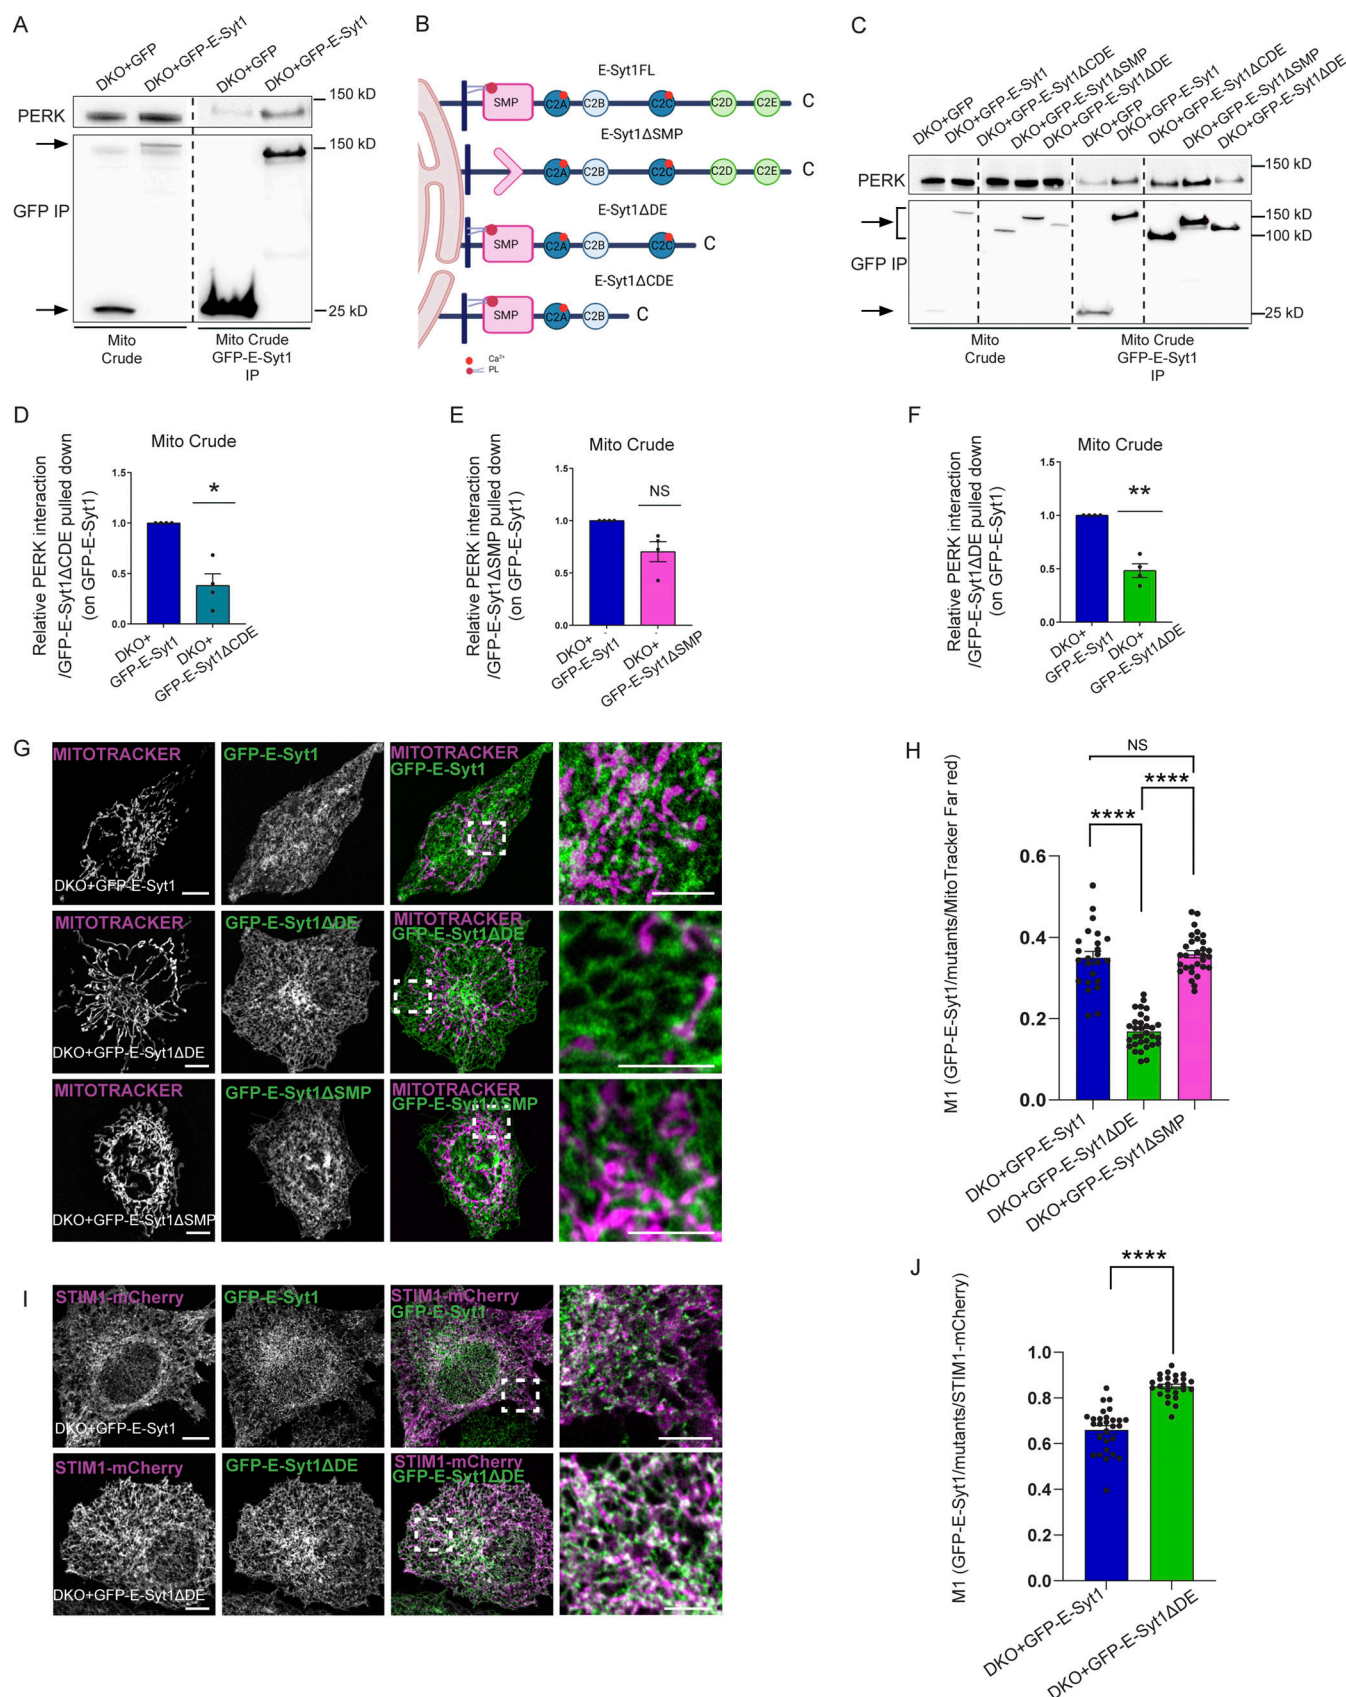 A
DKO+GFP
DKO+GFP-E-Syt1
DKO+GFP
DKO+GFP-E-Syt1
PERK
150 kD
150 kD
GFP IP
25 kD
Mito
Crude
Mito Crude
GFP-E-Syt1
IP
B
E-Syt1FL
SMP
C2A
C2B
C2C
C2D
C2E
C
E-Syt1ΔSMP
C2A
C2B
C2C
C2D
C2E
C
E-Syt1ΔDE
SMP
C2A
C2B
C2C
C
E-Syt1ΔCDE
SMP
C2A
C2B
C
Ca²⁺
PL
C
DKO+GFP
DKO+GFP-E-Syt1
DKO+GFP-E-Syt1ΔCDE
DKO+GFP-E-Syt1ΔSMP
DKO+GFP-E-Syt1ΔDE
DKO+GFP
DKO+GFP-E-Syt1
DKO+GFP-E-Syt1ΔCDE
DKO+GFP-E-Syt1ΔSMP
DKO+GFP-E-Syt1ΔDE
PERK
150 kD
150 kD
100 kD
GFP IP
25 kD
Mito
Crude
Mito Crude
GFP-E-Syt1
IP
D
Mito Crude
Relative PERK interaction
/GFP-E-Syt1ΔCDE pulled down
(on GFP-E-Syt1)
1.5
1.0
0.5
0.0
*
DKO+
GFP-E-Syt1
DKO+
GFP-E-Syt1ΔCDE
E
Mito Crude
Relative PERK interaction
/GFP-E-Syt1ΔSMP pulled down
(on GFP-E-Syt1)
1.5
1.0
0.5
0.0
NS
DKO+
GFP-E-Syt1
DKO+
GFP-E-Syt1ΔSMP
F
Mito Crude
Relative PERK interaction
/GFP-E-Syt1ΔDE pulled down
(on GFP-E-Syt1)
1.5
1.0
0.5
0.0
**
DKO+
GFP-E-Syt1
DKO+
GFP-E-Syt1ΔDE
G
MITOTRACKER
DKO+GFP-E-Syt1
GFP-E-Syt1
MITOTRACKER
GFP-E-Syt1
MITOTRACKER
DKO+GFP-E-Syt1ΔDE
GFP-E-Syt1ΔDE
MITOTRACKER
GFP-E-Syt1ΔDE
MITOTRACKER
DKO+GFP-E-Syt1ΔSMP
GFP-E-Syt1ΔSMP
MITOTRACKER
GFP-E-Syt1ΔSMP
H
M1 (GFP-E-Syt1/mutants/MitoTracker Far red)
NS
****
****
0.6
0.4
0.2
0.0
DKO+GFP-E-Syt1
DKO+GFP-E-Syt1ΔDE
DKO+GFP-E-Syt1ΔSMP
I
STIM1-mCherry
DKO+GFP-E-Syt1
GFP-E-Syt1
STIM1-mCherry
GFP-E-Syt1
STIM1-mCherry
DKO+GFP-E-Syt1ΔDE
GFP-E-Syt1ΔDE
STIM1-mCherry
GFP-E-Syt1ΔDE
J
M1 (GFP-E-Syt1/mutants/STIM1-mCherry)
****
1.0
0.8
0.6
0.4
0.2
0.0
DKO+GFP-E-Syt1
DKO+GFP-E-Syt1ΔDE